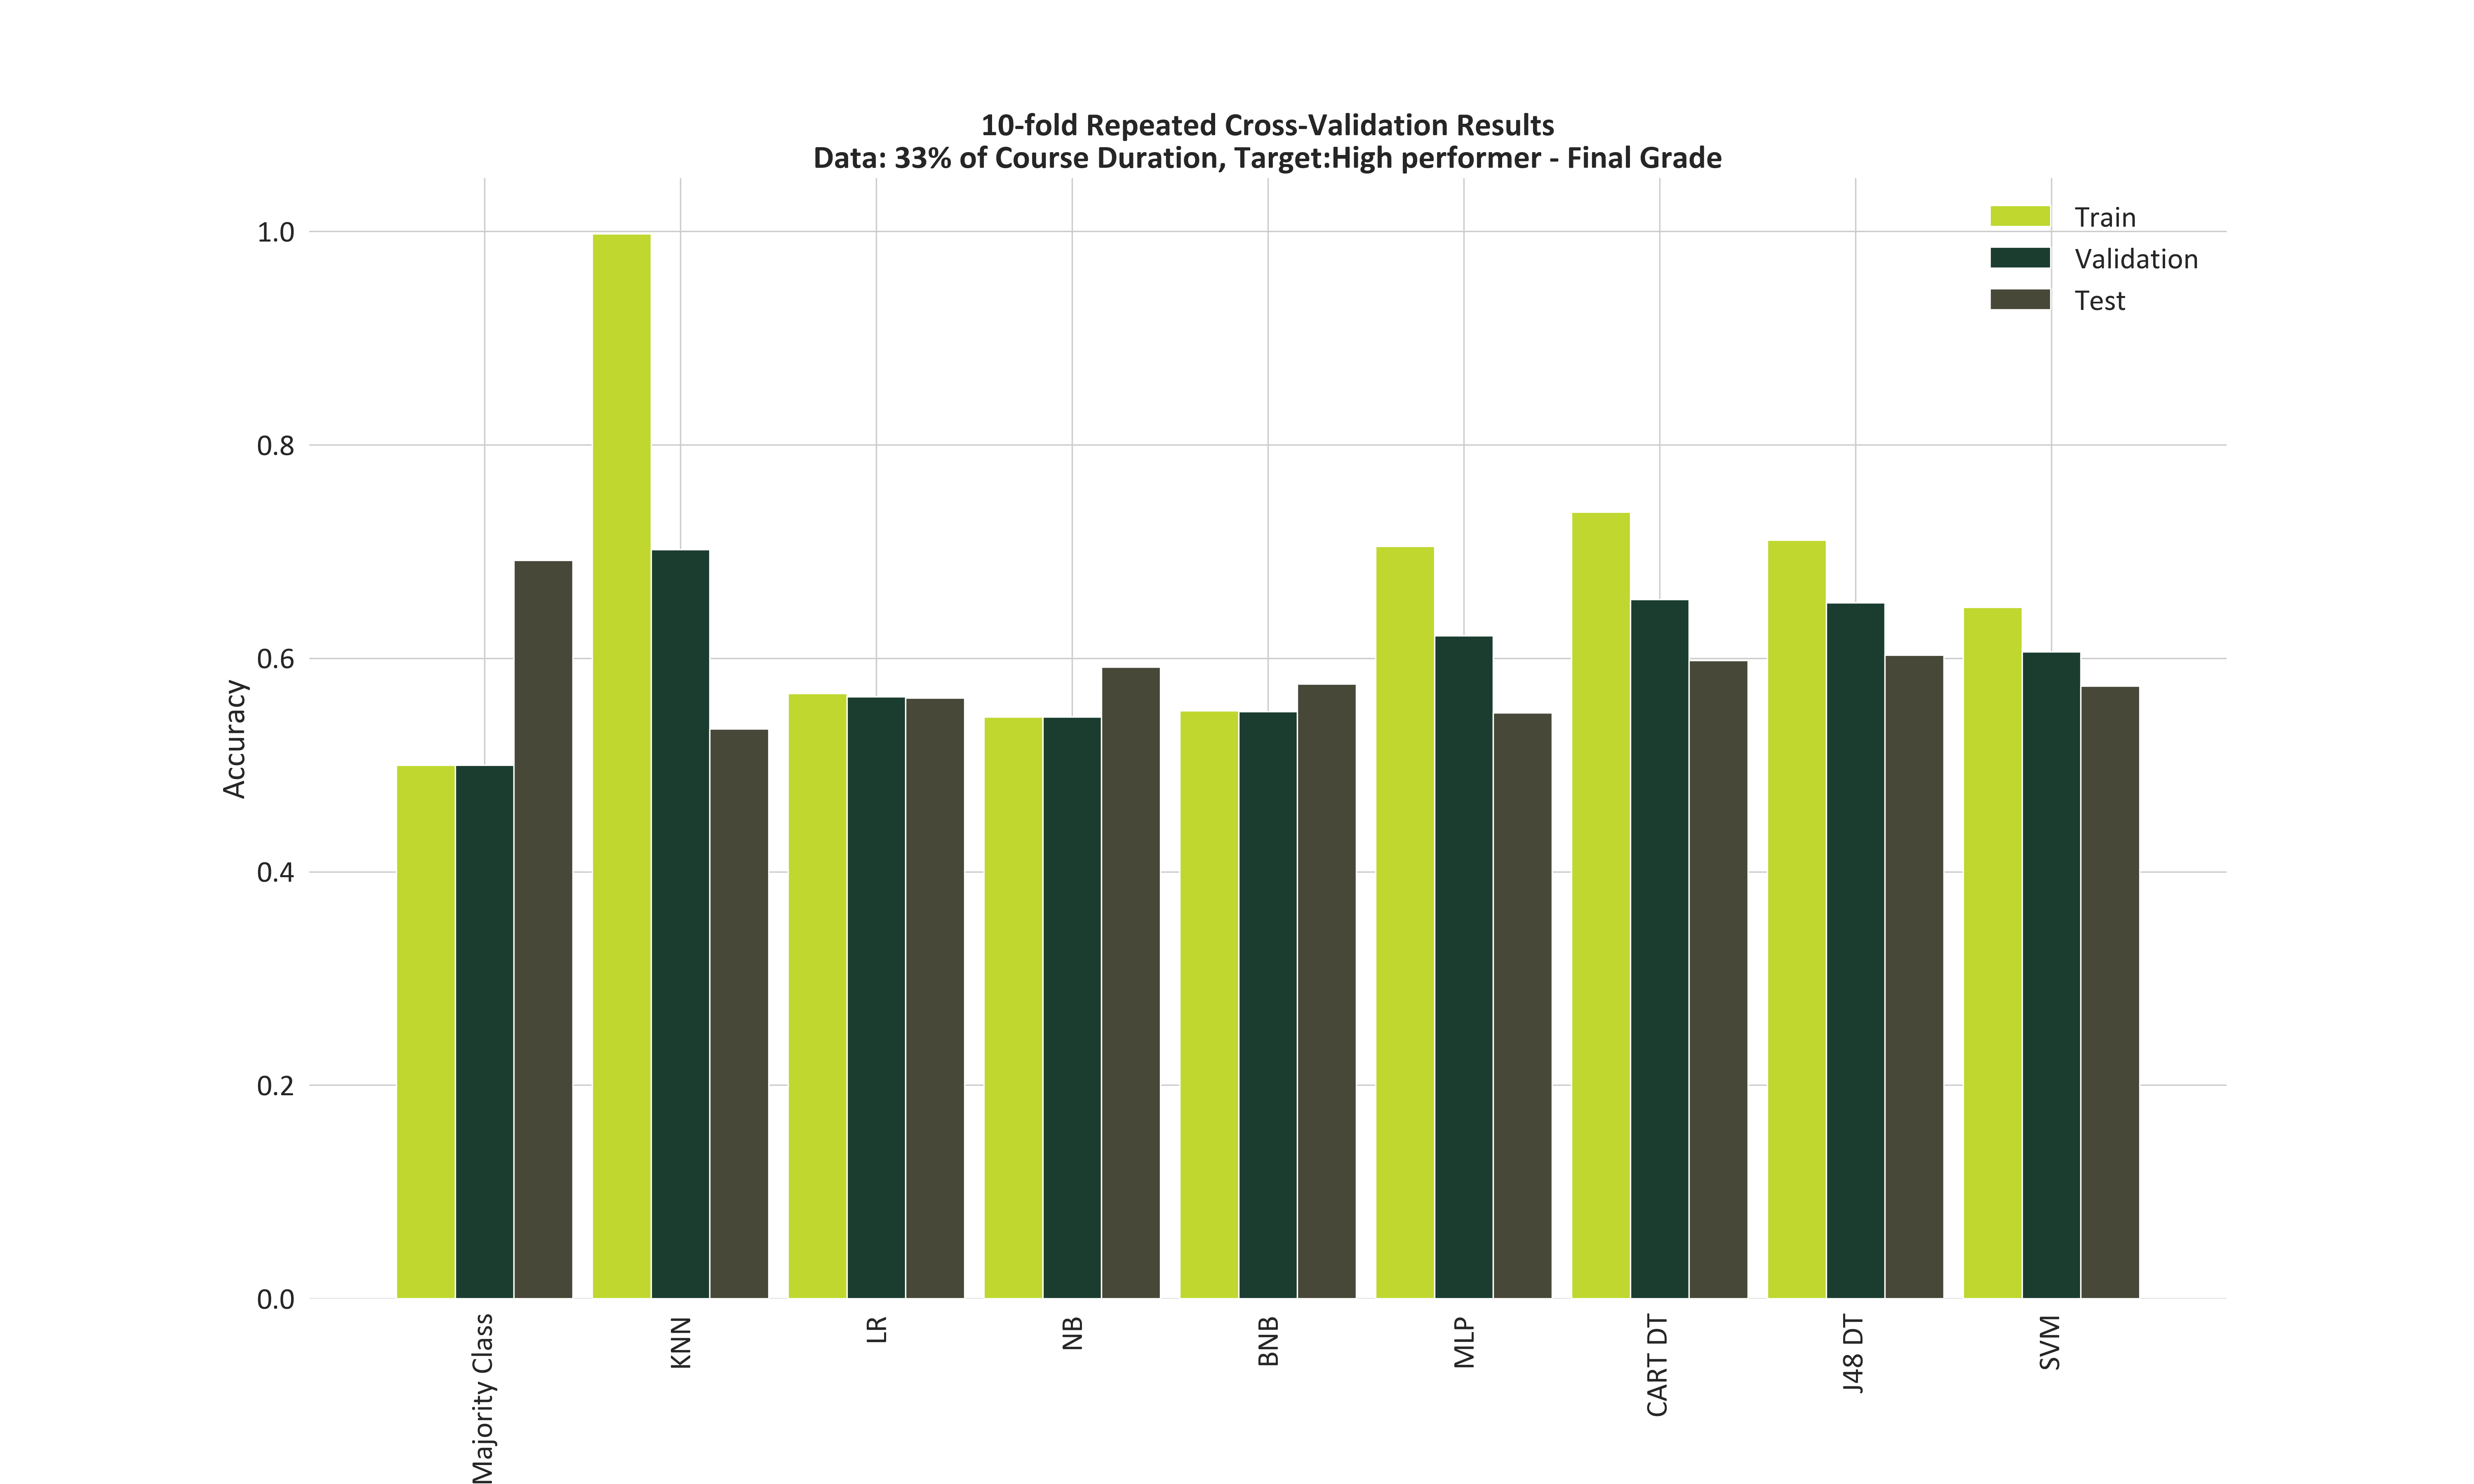 10-fold Repeated Cross-Validation Results
Data: 33% of Course Duration, Target:High performer - Final Grade
Train
Validation
Test
Accuracy
1.0
0.8
0.6
0.4
0.2
0.0
Majority Class
KNN
LR
NB
BNB
MLP
CART DT
J48 DT
SVM